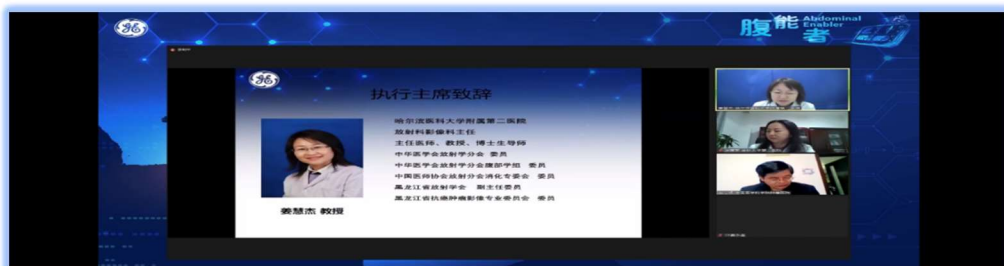 GE
腹能者
Abdominal
Enabler
GE
执行主席致辞
哈尔滨医科大学附属第二医院
放射科影像科主任
主任医师、教授、博士生导师
中华医学会放射学分会 委员
中华医学会放射学分会腹部学组 委员
中国医师协会放射分会消化专委会 委员
黑龙江省放射学会 副主任委员
黑龙江省抗癌肿瘤影像专业委员会 委员
姜慧杰 教授